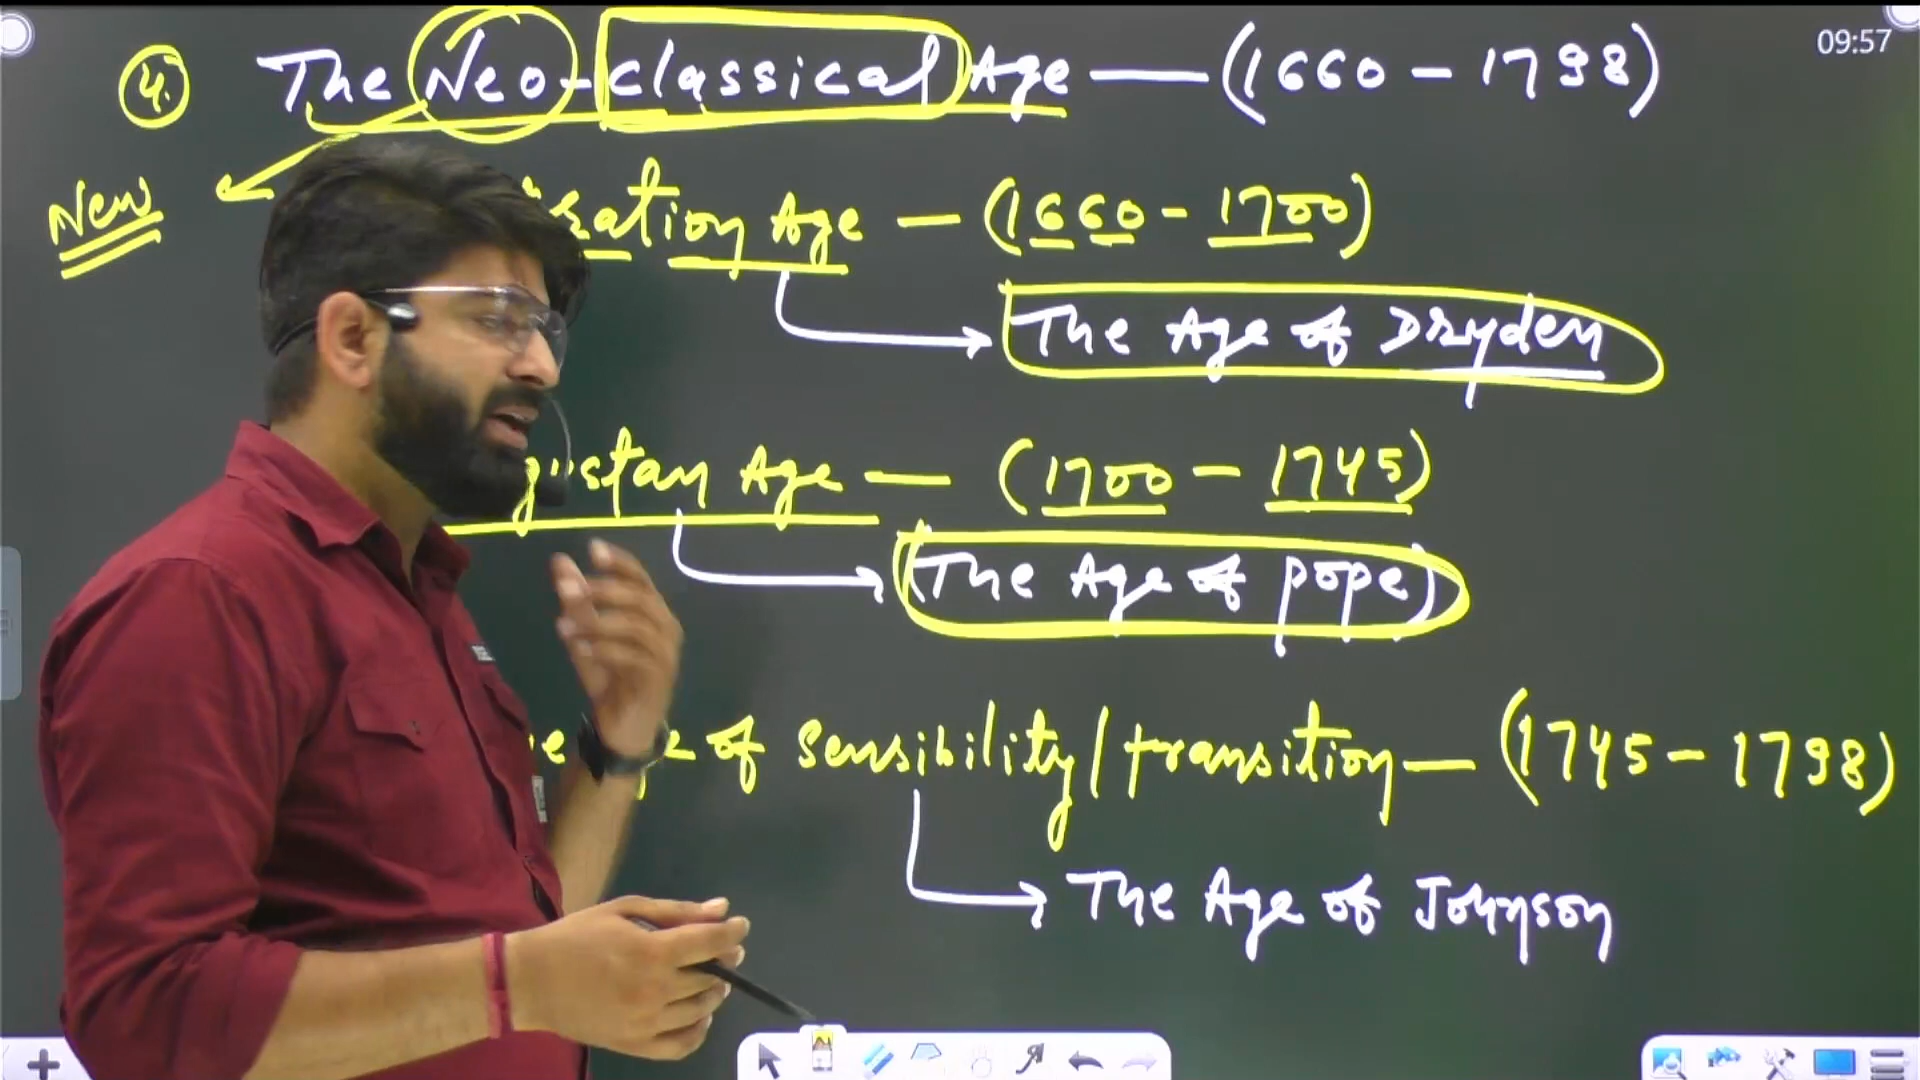 09:57
4. The Neo-classical Age — (1660 - 1798)
New
Age — (1660 - 1700)
The Age of Dryden
Age — (1700 - 1745)
(The Age of pope)
of sensibility/transition — (1745 - 1798)
The Age of Johnson